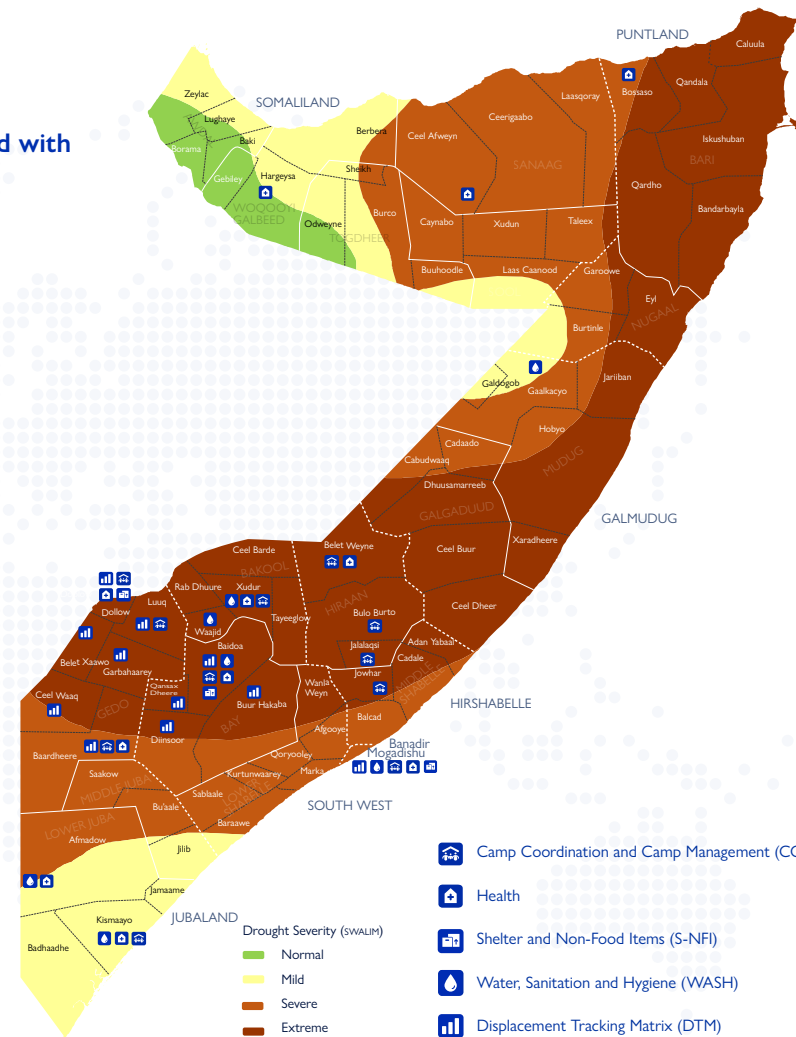 PUNTLAND
Caluula
Qandala
Bossaso
Laasqoray
Zeylac
SOMALILAND
Lughaye
Ceerigaabo
Berbera
Ceel Afweyn
Iskushuban
BARI
d with
Borama
Baki
Sheikh
SANAAG
Gebiley
Hargeysa
Qardho
WOQOOYI
GALBEED
Burco
Caynabo
Xudun
Taleex
Bandarbayla
Odweyne
TOGDHEER
Buuhoodle
Laas Caanood
Garoowe
Eyl
NUGAAL
Burtinle
Galdogob
Gaalkacyo
Jariiban
Hobyo
Cadaado
Cabudwaaq
MUDUG
Dhuusamarreeb
GALGADUUD
GALMUDUG
Xaradheere
Ceel Barde
Belet Weyne
Ceel Buur
BAKOOL
Rab Dhuure
Xudur
HIRAAN
Ceel Dheer
Luuq
Dollow
Bulo Burto
Tayeeglow
Waajid
Baidoa
Adan Yabaal
Jalalaqsi
Belet Xaawo
Garbahaarey
Cadale
Jowhar
MIDDLE
SHABELLE
Qansax
Dheere
Wanla
Weyn
Ceel Waaq
GEDO
Buur Hakaba
HIRSHABELLE
BAY
Balcad
Afgooye
Diinsoor
Banadir
Mogadishu
Baardheere
Qoryooley
Saakow
Kurtunwaarey
Marka
MIDDLE JUBA
Sablaale
LOWER
Bu'aale
SOUTH WEST
Baraawe
LOWER JUBA
Afmadow
Jilib
Jamaame
Kismaayo
JUBALAND
Badhaadhe
Drought Severity (SWALIM)
Normal
Mild
Severe
Extreme
Camp Coordination and Camp Management (CC
Health
Shelter and Non-Food Items (S-NFI)
Water, Sanitation and Hygiene (WASH)
Displacement Tracking Matrix (DTM)